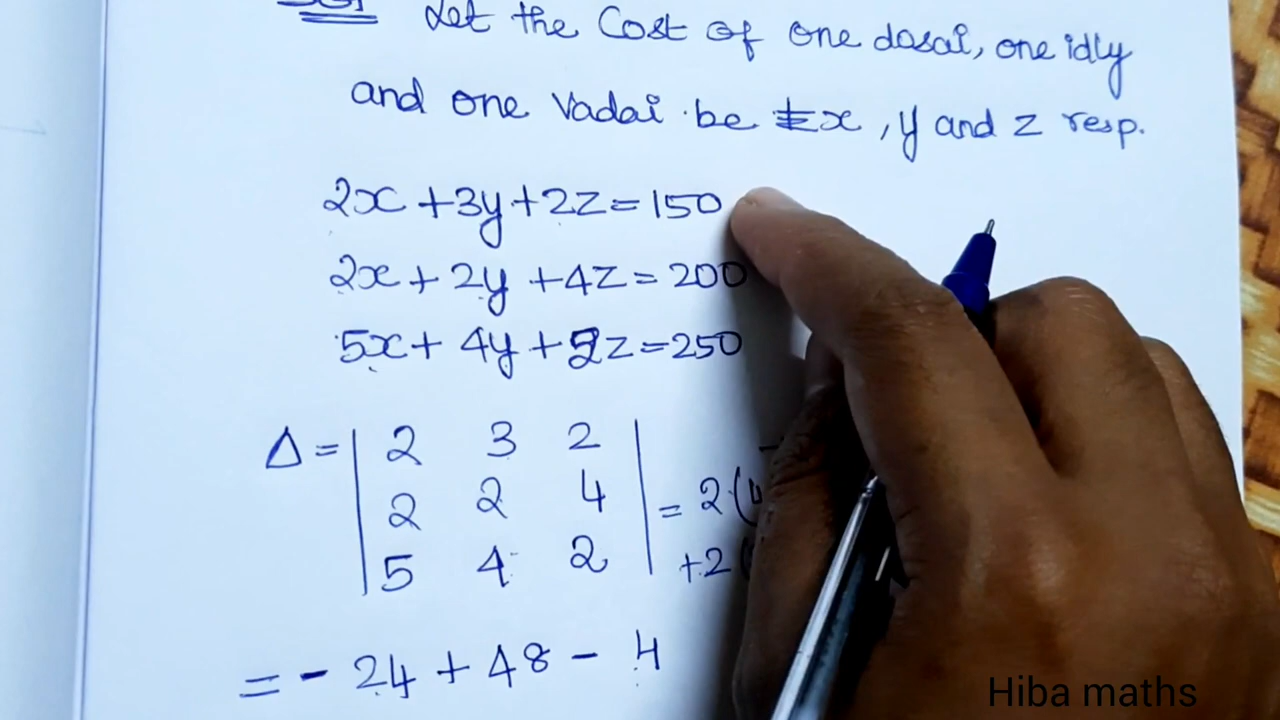 Let the Cost of one dosai, one idly
and one Vadai be x, y and z resp.
2x + 3y + 2z = 150
2x + 2y + 4z = 200
5x + 4y + 2z = 250
Δ = | 2 3 2 |
| 2 2 4 | = 2(4
| 5 4 2 | +2(
= - 24 + 48 - 4
Hiba maths